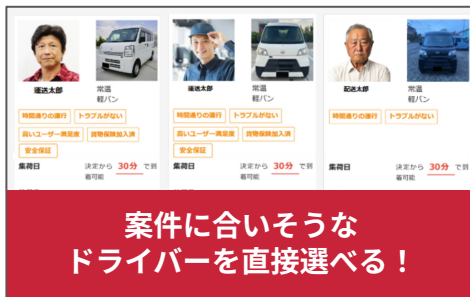 運送太郎
常温
軽バン
時間通りの運行
トラブルがない
高いユーザー満足度
貨物保険加入済
安全保証
集荷日
決定から 30分 で到
着可能
運送太郎
常温
軽バン
時間通りの運行
トラブルがない
高いユーザー満足度
貨物保険加入済
安全保証
集荷日
決定から 30分 で到
着可能
配送太郎
常温
軽バン
時間通りの運行
トラブルがない
集荷日
決定から 30分 で到
着可能
案件に合いそうな
ドライバーを直接選べる！